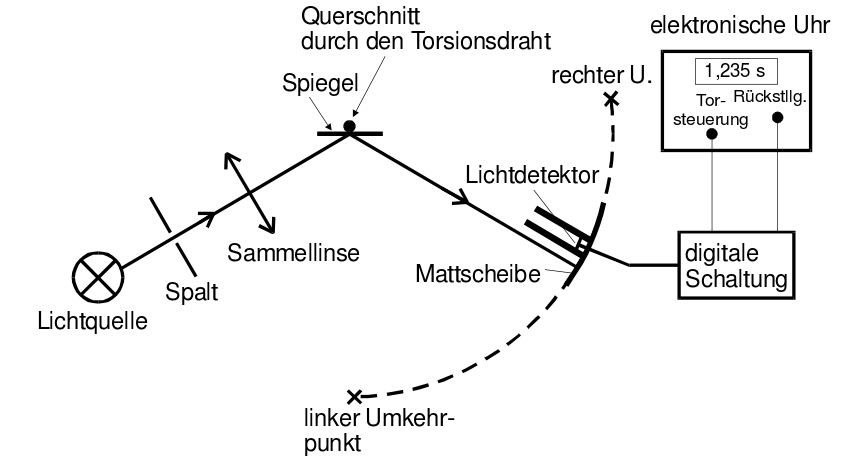 Querschnitt
durch den Torsionsdraht
Spiegel
elektronische Uhr
1,235 s
Tor-
steuerung
Rückstllg.
rechter U.
Lichtdetektor
Sammellinse
Mattscheibe
digitale
Schaltung
Spalt
Lichtquelle
linker Umkehr-
punkt